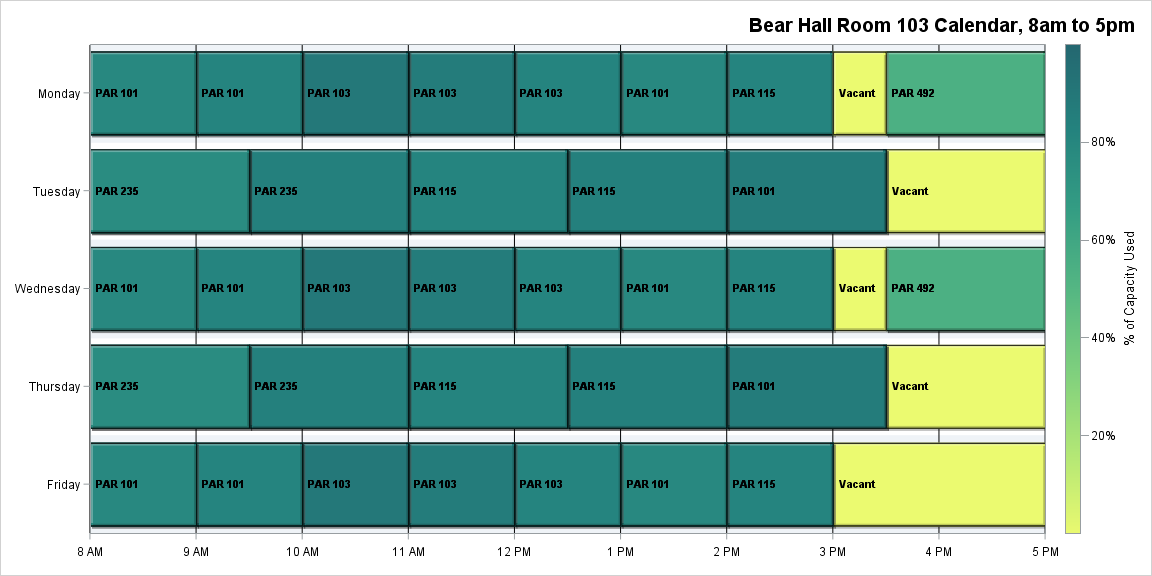 Bear Hall Room 103 Calendar, 8am to 5pm
Monday
PAR 101
PAR 101
PAR 103
PAR 103
PAR 103
PAR 101
PAR 115
Vacant
PAR 492
Tuesday
PAR 235
PAR 235
PAR 115
PAR 115
PAR 101
Vacant
Wednesday
PAR 101
PAR 101
PAR 103
PAR 103
PAR 103
PAR 101
PAR 115
Vacant
PAR 492
Thursday
PAR 235
PAR 235
PAR 115
PAR 115
PAR 101
Vacant
Friday
PAR 101
PAR 101
PAR 103
PAR 103
PAR 103
PAR 101
PAR 115
Vacant
8 AM
9 AM
10 AM
11 AM
12 PM
1 PM
2 PM
3 PM
4 PM
5 PM
80%
60%
40%
20%
% of Capacity Used